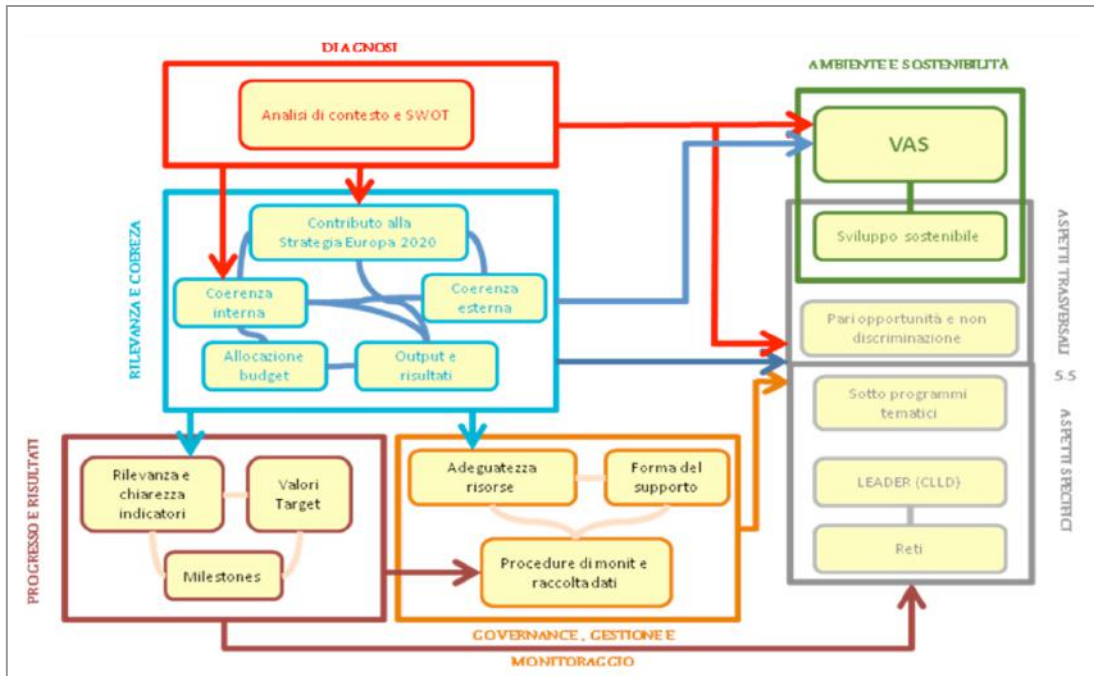 DIAGNOSI
AMBIENTE E SOSTENIBILITÀ
Analisi di contesto e SWOT
VAS
Sviluppo sostenibile
RILEVANZA E COEREZA
Contributo alla
Strategia Europa 2020
Coerenza
interna
Coerenza
esterna
Allocazione
budget
Output e
risultati
ASPETTI TRASVERSALI
Pari opportunità e non
discriminazione
5.5
ASPETTI SPECIFICI
Sotto programmi
tematici
LEADER (CLLD)
Reti
PROGRESSO E RISULTATI
Rilevanza e
chiarezza
indicatori
Valori
Target
Milestones
Adeguatezza
risorse
Forma del
supporto
Procedure di monit e
raccolta dati
GOVERNANCE, GESTIONE E
MONITORAGGIO